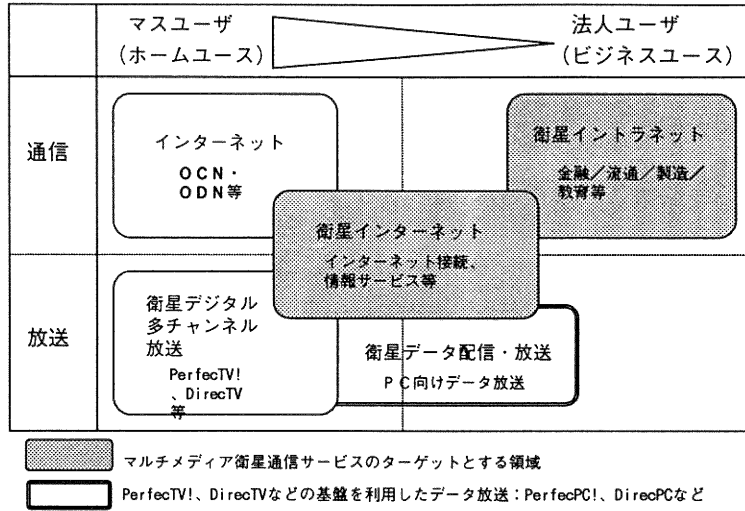 マスユーザ
(ホームユース)
法人ユーザ
(ビジネスユース)
通信
インターネット
OCN・
ODN等
衛星イントラネット
金融／流通／製造／
教育等
衛星インターネット
インターネット接続、
情報サービス等
放送
衛星デジタル
多チャンネル
放送
PerfecTV!
、DirecTV
等
衛星データ配信・放送
ＰＣ向けデータ放送
マルチメディア衛星通信サービスのターゲットとする領域
PerfecTV!、DirecTVなどの基盤を利用したデータ放送：PerfecPC!、DirecPCなど